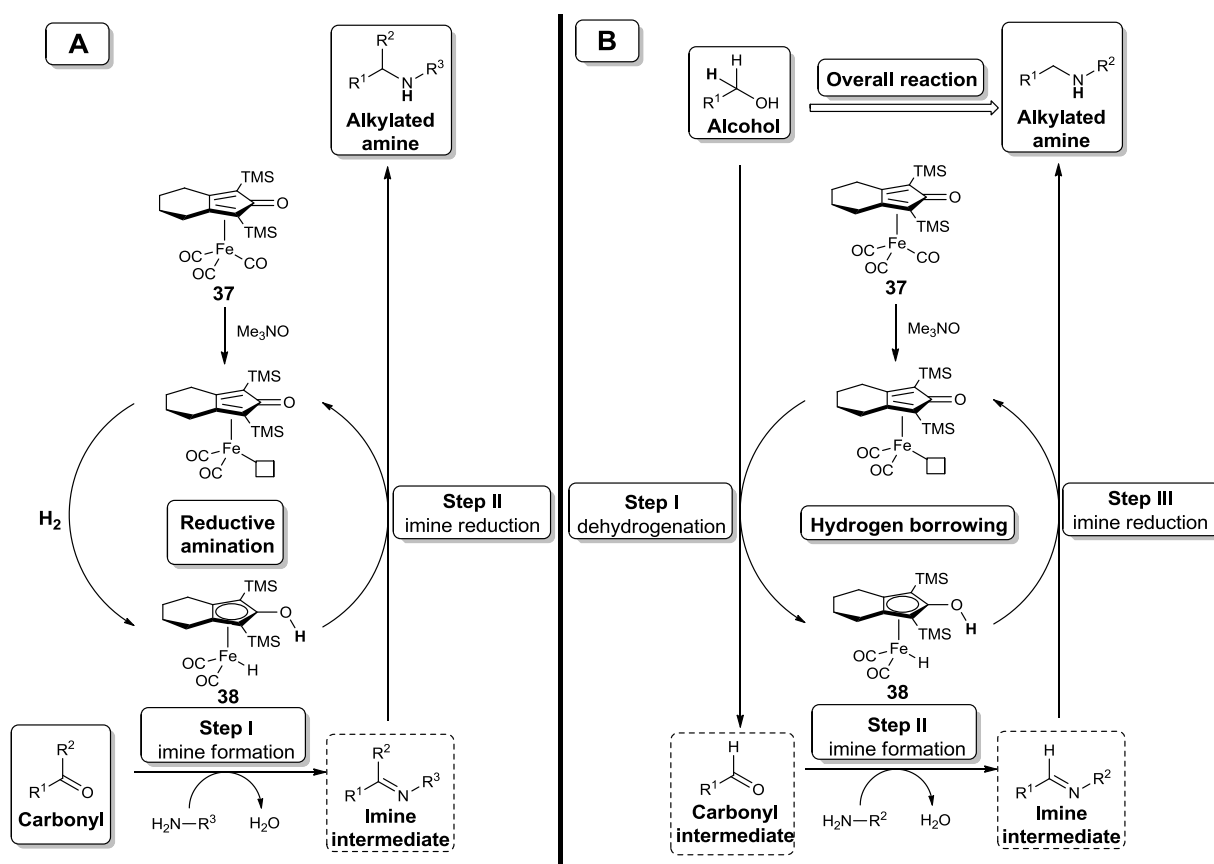 A
R²
R¹
N
H
R³
Alkylated
amine
TMS
O
TMS
Fe
OC
OC
CO
37
Me₃NO
TMS
O
TMS
Fe
OC
OC
H₂
Reductive
amination
Step II
imine reduction
TMS
O
H
TMS
Fe
OC
OC
H
38
Step I
imine formation
R²
R¹
O
Carbonyl
H₂N–R³
H₂O
R²
R¹
N
R³
Imine
intermediate
B
H
H
R¹
OH
Alcohol
Overall reaction
R¹
N
H
R²
Alkylated
amine
TMS
O
TMS
Fe
OC
OC
CO
37
Me₃NO
TMS
O
TMS
Fe
OC
OC
Step I
dehydrogenation
Hydrogen borrowing
Step III
imine reduction
TMS
O
H
TMS
Fe
OC
OC
H
38
Step II
imine formation
H
R¹
O
Carbonyl
intermediate
H₂N–R²
H₂O
H
R¹
N
R²
Imine
intermediate